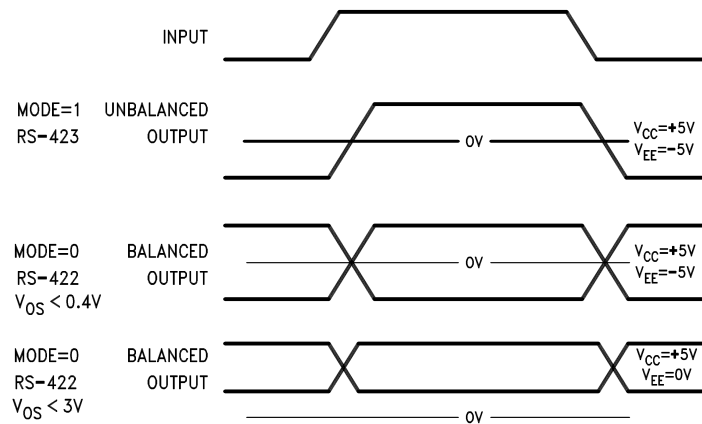 INPUT
MODE=1 UNBALANCED
RS-423 OUTPUT
0V
VCC=+5V
VEE=-5V
MODE=0 BALANCED
RS-422 OUTPUT
VOS < 0.4V
0V
VCC=+5V
VEE=-5V
MODE=0 BALANCED
RS-422 OUTPUT
VOS < 3V
VCC=+5V
VEE=0V
0V